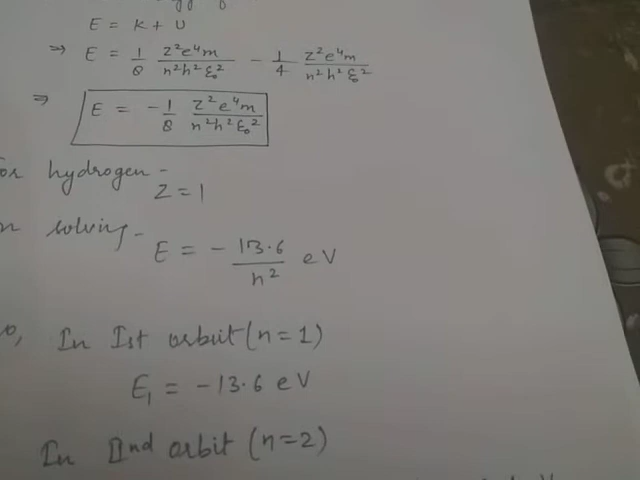 E = K + U
⇒ E = 1/8 Z²e⁴m/n²h²ε₀² - 1/4 Z²e⁴m/n²h²ε₀²
⇒ E = -1/8 Z²e⁴m/n²h²ε₀²
for hydrogen -
Z = 1
solving -
E = - 13.6/n² eV
In Ist orbit (n=1)
E₁ = -13.6 eV
In IInd orbit (n=2)